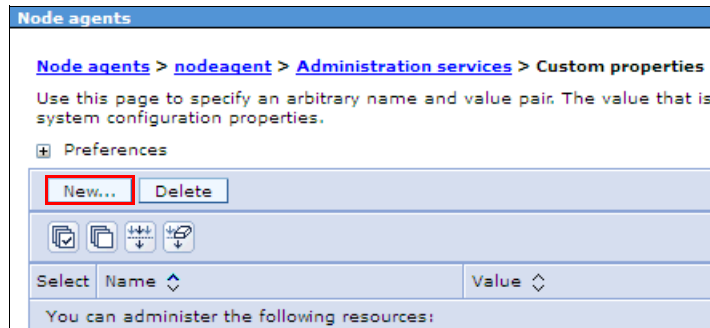 Node agents
Node agents > nodeagent > Administration services > Custom properties
Use this page to specify an arbitrary name and value pair. The value that is
system configuration properties.
Preferences
New... Delete
Select Name Value
You can administer the following resources: